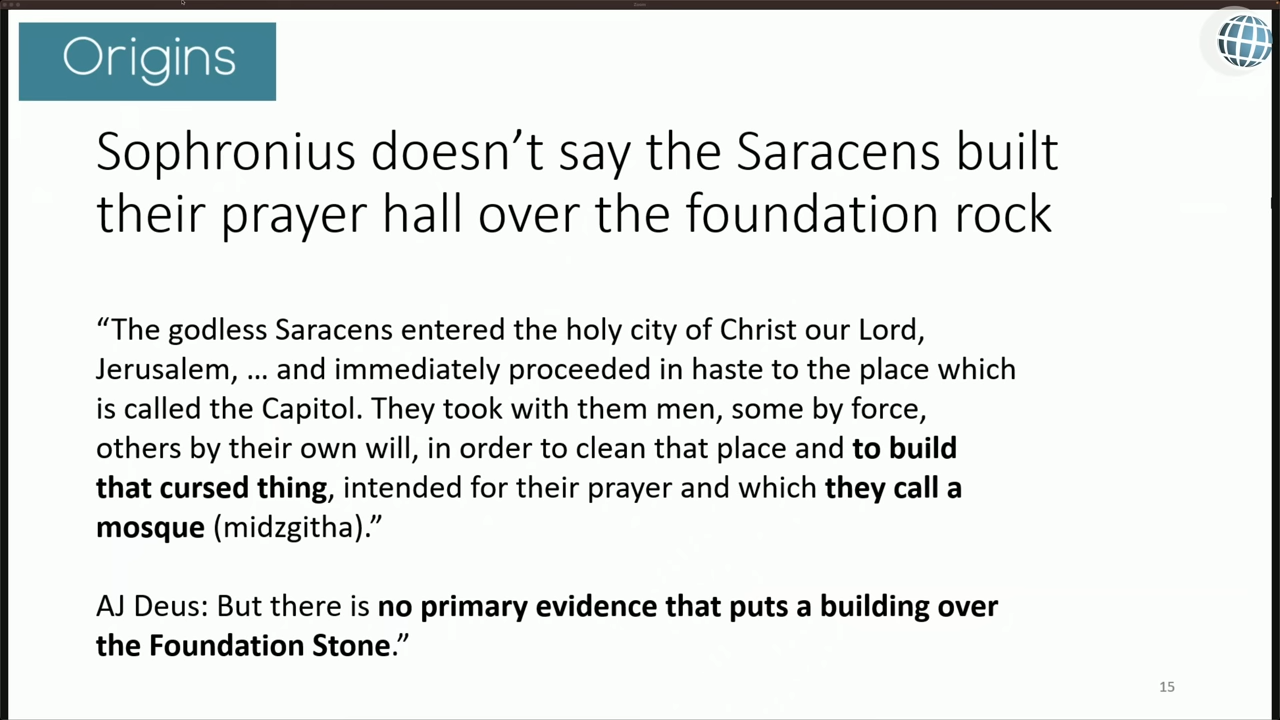 Origins
Sophronius doesn’t say the Saracens built
their prayer hall over the foundation rock
“The godless Saracens entered the holy city of Christ our Lord,
Jerusalem, … and immediately proceeded in haste to the place which
is called the Capitol. They took with them men, some by force,
others by their own will, in order to clean that place and to build
that cursed thing, intended for their prayer and which they call a
mosque (midzgitha).”
AJ Deus: But there is no primary evidence that puts a building over
the Foundation Stone.”
15